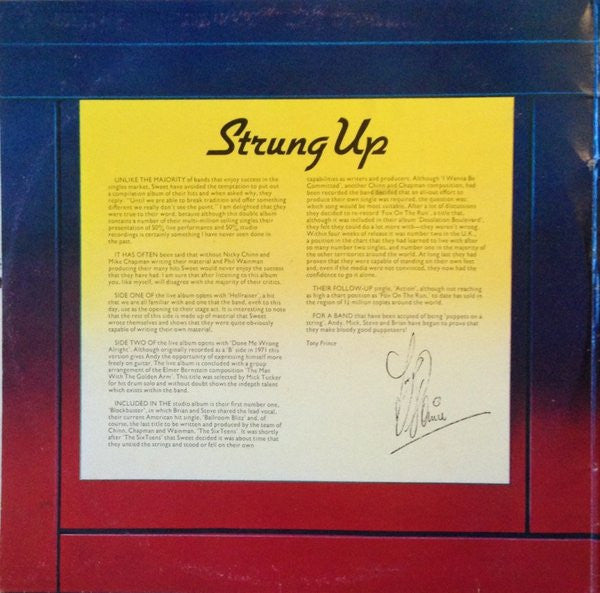 Strung Up
UNLIKE THE MAJORITY of bands that enjoy success in the
singles market, Sweet have avoided the temptation to put out
a compilation album of their hits and when asked why, they
reply. "Until we are able to break tradition and offer something
different we really don't see the point." I am delighted that they
were true to their word, because although this double album
contains a number of their multi-million selling singles their
presentation of 50% live performance and 50% studio
recordings is certainly something I have never seen done in
the past.
IT HAS OFTEN been said that without Nicky Chinn and
Mike Chapman writing their material and Phil Wainman
producing their many hits Sweet would never enjoy the success
that they have had. I am sure that after listening to this album
you, like myself, will disagree with the majority of their critics.
SIDE ONE OF the live album opens with 'Hellraiser', a hit
that we are all familiar with and one that the band, even to this
day, use as the opening to their stage act. It is interesting to note
that the rest of this side is made up of material that Sweet
wrote themselves and shows that they were quite obviously
capable of writing their own material.
SIDE TWO OF the live album opens with 'Done Me Wrong
Alright'. Although originally recorded as a 'B' side in 1971 this
version gives Andy the opportunity of expressing himself more
freely on guitar. The live album is concluded with a group
arrangement of the Elmer Bernstein composition 'The Man
With The Golden Arm'. This title was selected by Mick Tucker
for his drum solo and without doubt shows the indepth talent
which exists within the band.
INCLUDED IN THE studio album is their first number one,
'Blockbuster', in which Brian and Steve shared the lead vocal,
their current American hit single, 'Ballroom Blitz' and, of
course, the last title to be written and produced by the team of
Chinn, Chapman and Wainman, 'The Six Teens'. It was shortly
after 'The Six Teens' that Sweet decided it was about time that
they untied the strings and stood or fell on their own
capabilities as writers and producers. Although 'I Wanna Be
Committed', another Chinn and Chapman composition, had
been recorded the band decided that an all-out effort to
produce their own single was required, the question was:
which song would be most suitable. After a lot of discussions
they decided to re-record 'Fox On The Run', a title that,
although it was included in their album 'Desolation Boulevard',
they felt they could do a lot more with—they weren't wrong.
Within four weeks of release it was number two in the U.K.,
a position in the chart that they had learned to live with after
so many number two singles, and number one in the majority of
the other territories around the world. At long last they had
proven that they were capable of standing on their own feet
and, even if the media were not convinced, they now had the
confidence to go it alone.
THEIR FOLLOW-UP single, 'Action', although not reaching
as high a chart position as 'Fox On The Run', to date has sold in
the region of 1½ million copies around the world.
FOR A BAND that have been accused of being 'puppets on a
string', Andy, Mick, Steve and Brian have began to prove that
they make bloody good puppeteers!
Tony Prince